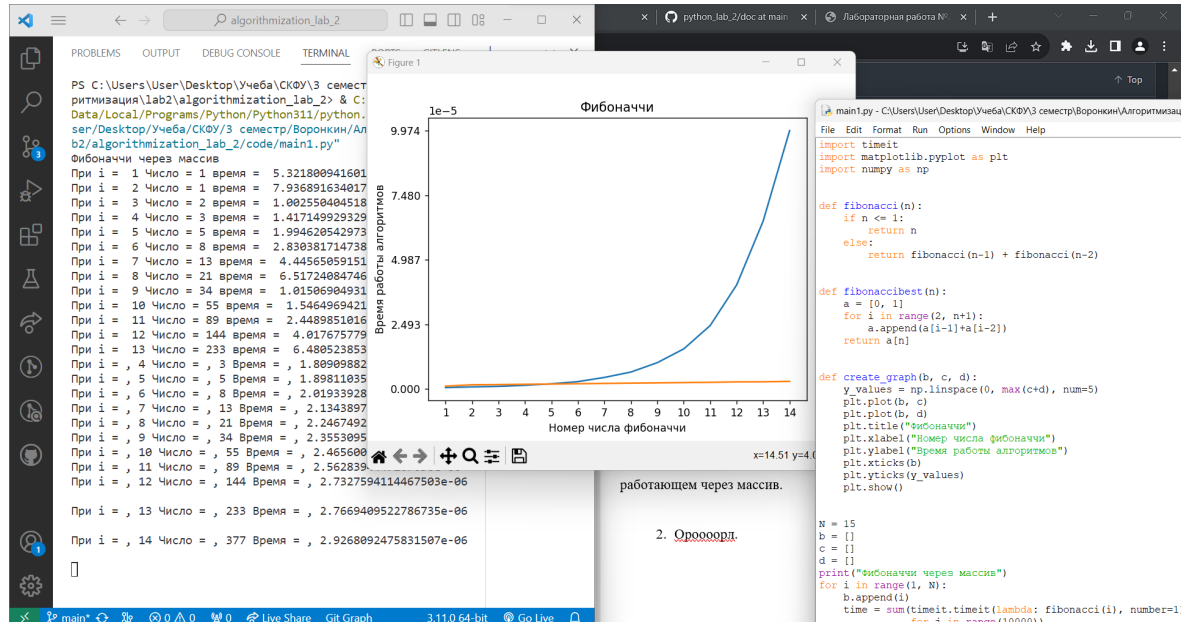 algorithmization_lab_2
PROBLEMS OUTPUT DEBUG CONSOLE TERMINAL
PS C:\Users\User\Desktop\Учеба\СКФУ\3 семест
ритмизация\lab2\algorithmization_lab_2> & C:
Data/Local/Programs/Python/Python311/python.
ser/Desktop/Учеба/СКФУ/3 семестр/Воронкин/Ал
b2/algorithmization_lab_2/code/main1.py"
Фибоначчи через массив
При i =  1 Число = 1 время =  5.321800941601
При i =  2 Число = 1 время =  7.936891634017
При i =  3 Число = 2 время =  1.002550404518
При i =  4 Число = 3 время =  1.417149929329
При i =  5 Число = 5 время =  1.994620542973
При i =  6 Число = 8 время =  2.830381714738
При i =  7 Число = 13 время =  4.44565059151
При i =  8 Число = 21 время =  6.51724084746
При i =  9 Число = 34 время =  1.01506904931
При i =  10 Число = 55 время =  1.5464969421
При i =  11 Число = 89 время =  2.4489851016
При i =  12 Число = 144 время =  4.017675779
При i =  13 Число = 233 время =  6.480523853
При i = , 4 Число = , 3 Время = , 1.80909882
При i = , 5 Число = , 5 Время = , 1.89811035
При i = , 6 Число = , 8 Время = , 2.01933928
При i = , 7 Число = , 13 Время = , 2.1343897
При i = , 8 Число = , 21 Время = , 2.2467492
При i = , 9 Число = , 34 Время = , 2.3553095
При i = , 10 Число = , 55 Время = , 2.465600
При i = , 11 Число = , 89 Время = , 2.562839
При i = , 12 Число = , 144 Время = , 2.7327594114467503e-06
При i = , 13 Число = , 233 Время = , 2.7669409522786735e-06
При i = , 14 Число = , 377 Время = , 2.9268092475831507e-06
3
1
main* 0 0 0 Live Share Git Graph 3.11.0 64-bit Go Live
Figure 1
Фибоначчи
1e−5
9.974
7.480
4.987
2.493
0.000
Время работы алгоритмов
1 2 3 4 5 6 7 8 9 10 11 12 13 14
Номер числа фибоначчи
x=14.51 y=4.0
python_lab_2/doc at main
Лабораторная работа №
Top
работающем через массив.
2. Ороооорл.
main1.py - C:\Users\User\Desktop\Учеба\СКФУ\3 семестр\Воронкин\Алгоритмизац
File Edit Format Run Options Window Help
import timeit
import matplotlib.pyplot as plt
import numpy as np
def fibonacci(n):
    if n <= 1:
        return n
    else:
        return fibonacci(n-1) + fibonacci(n-2)
def fibonaccibest(n):
    a = [0, 1]
    for i in range(2, n+1):
        a.append(a[i-1]+a[i-2])
    return a[n]
def create_graph(b, c, d):
    y_values = np.linspace(0, max(c+d), num=5)
    plt.plot(b, c)
    plt.plot(b, d)
    plt.title("Фибоначчи")
    plt.xlabel("Номер числа фибоначчи")
    plt.ylabel("Время работы алгоритмов")
    plt.xticks(b)
    plt.yticks(y_values)
    plt.show()
N = 15
b = []
c = []
d = []
print("Фибоначчи через массив")
for i in range(1, N):
    b.append(i)
    time = sum(timeit.timeit(lambda: fibonacci(i), number=1)
               for i in range(10000))